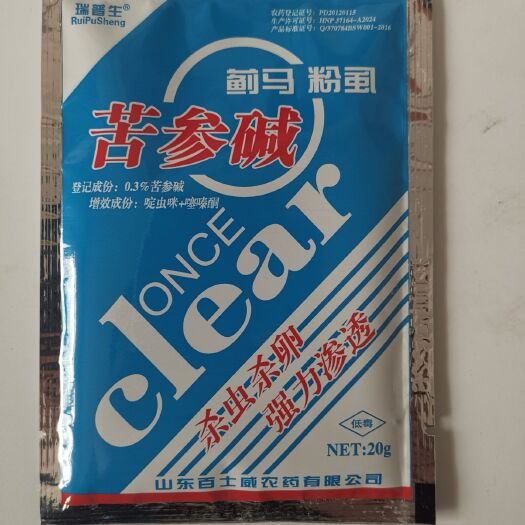 瑞普生®
RuiPuSheng
农药登记证号：PD20120115
生产许可证号：HNP 37164-A2024
产品标准证号：Q/370784BSW001-2016
蓟马 粉虱
苦参碱
登记成份：0.3%苦参碱
增效成份：啶虫咪+噻嗪酮
ONCE
clear
杀虫杀卵
强力渗透
低毒
NET:20g
山东百士威农药有限公司